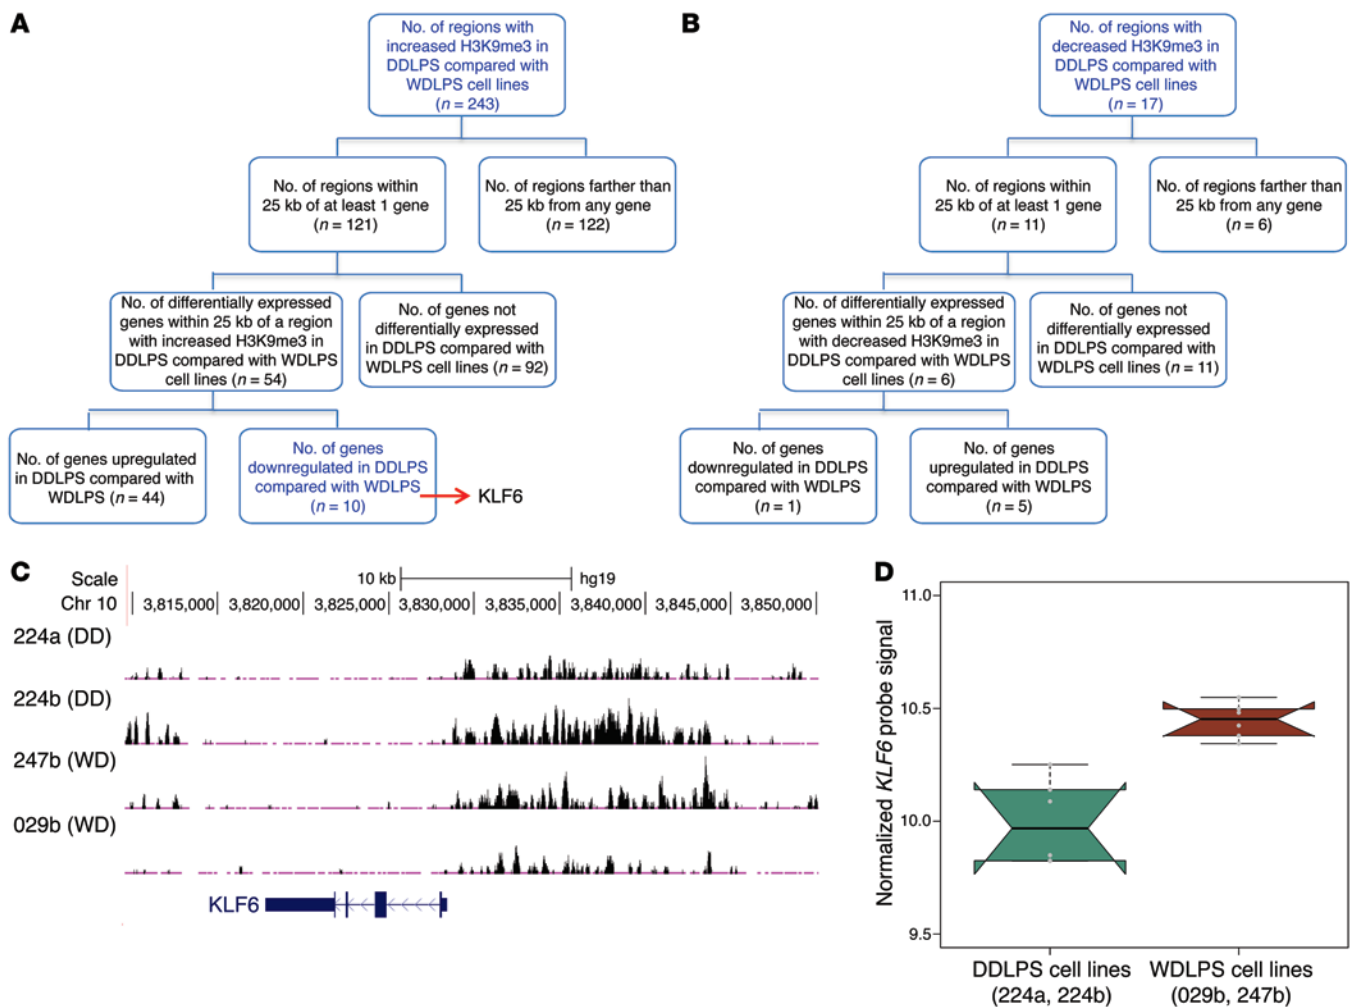 A
No. of regions with
increased H3K9me3 in
DDLPS compared with
WDLPS cell lines
(n = 243)
No. of regions within
25 kb of at least 1 gene
(n = 121)
No. of regions farther than
25 kb from any gene
(n = 122)
No. of differentially expressed
genes within 25 kb of a region
with increased H3K9me3 in
DDLPS compared with WDLPS
cell lines (n = 54)
No. of genes not
differentially expressed
in DDLPS compared with
WDLPS cell lines (n = 92)
No. of genes upregulated
in DDLPS compared with
WDLPS (n = 44)
No. of genes
downregulated in DDLPS
compared with WDLPS
(n = 10)
KLF6
B
No. of regions with
decreased H3K9me3 in
DDLPS compared with
WDLPS cell lines
(n = 17)
No. of regions within
25 kb of at least 1 gene
(n = 11)
No. of regions farther than
25 kb from any gene
(n = 6)
No. of differentially expressed
genes within 25 kb of a region
with decreased H3K9me3 in
DDLPS compared with WDLPS
cell lines (n = 6)
No. of genes not
differentially expressed in
DDLPS compared with
WDLPS cell lines (n = 11)
No. of genes
downregulated in DDLPS
compared with WDLPS
(n = 1)
No. of genes
upregulated in DDLPS
compared with WDLPS
(n = 5)
C
Scale 10 kb hg19
Chr 10 3,815,000 3,820,000 3,825,000 3,830,000 3,835,000 3,840,000 3,845,000 3,850,000
224a (DD)
224b (DD)
247b (WD)
029b (WD)
KLF6
D
Normalized KLF6 probe signal
11.0
10.5
10.0
9.5
DDLPS cell lines
(224a, 224b)
WDLPS cell lines
(029b, 247b)